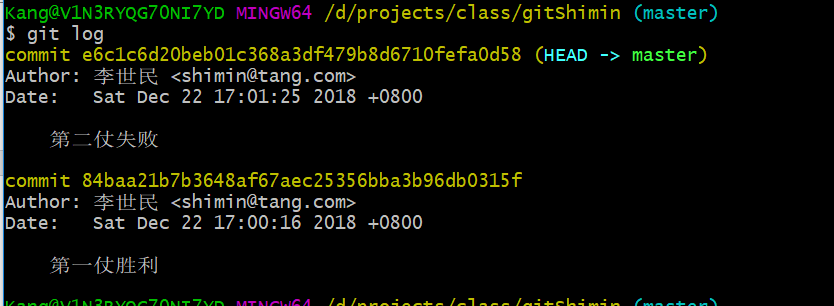 Kang@V1N3RYQG7ONI7YD MINGW64 /d/projects/class/gitShimin (master)
$ git log
commit e6c1c6d20beb01c368a3df479b8d6710fefa0d58 (HEAD -> master)
Author: 李世民 <shimin@tang.com>
Date:   Sat Dec 22 17:01:25 2018 +0800
    第二仗失败
commit 84baa21b7b3648af67aec25356bba3b96db0315f
Author: 李世民 <shimin@tang.com>
Date:   Sat Dec 22 17:00:16 2018 +0800
    第一仗胜利
Kang@V1N3RYQG7ONI7YD MINGW64 /d/projects/class/gitShimin (master)